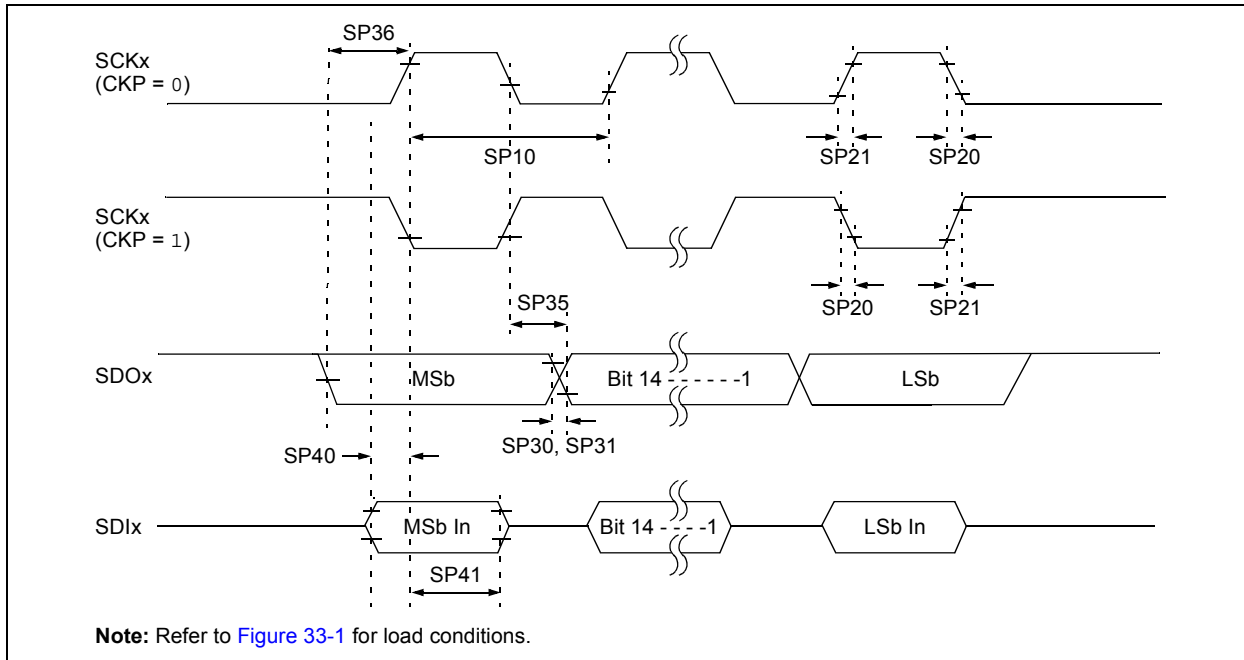 SP36
SCKx
(CKP = 0)
SP10
SP21
SP20
SCKx
(CKP = 1)
SP35
SP20
SP21
SDOx
MSb
Bit 14 - - - - - -1
LSb
SP30, SP31
SP40
SDIx
MSb In
Bit 14 - - - -1
LSb In
SP41
Note: Refer to Figure 33-1 for load conditions.